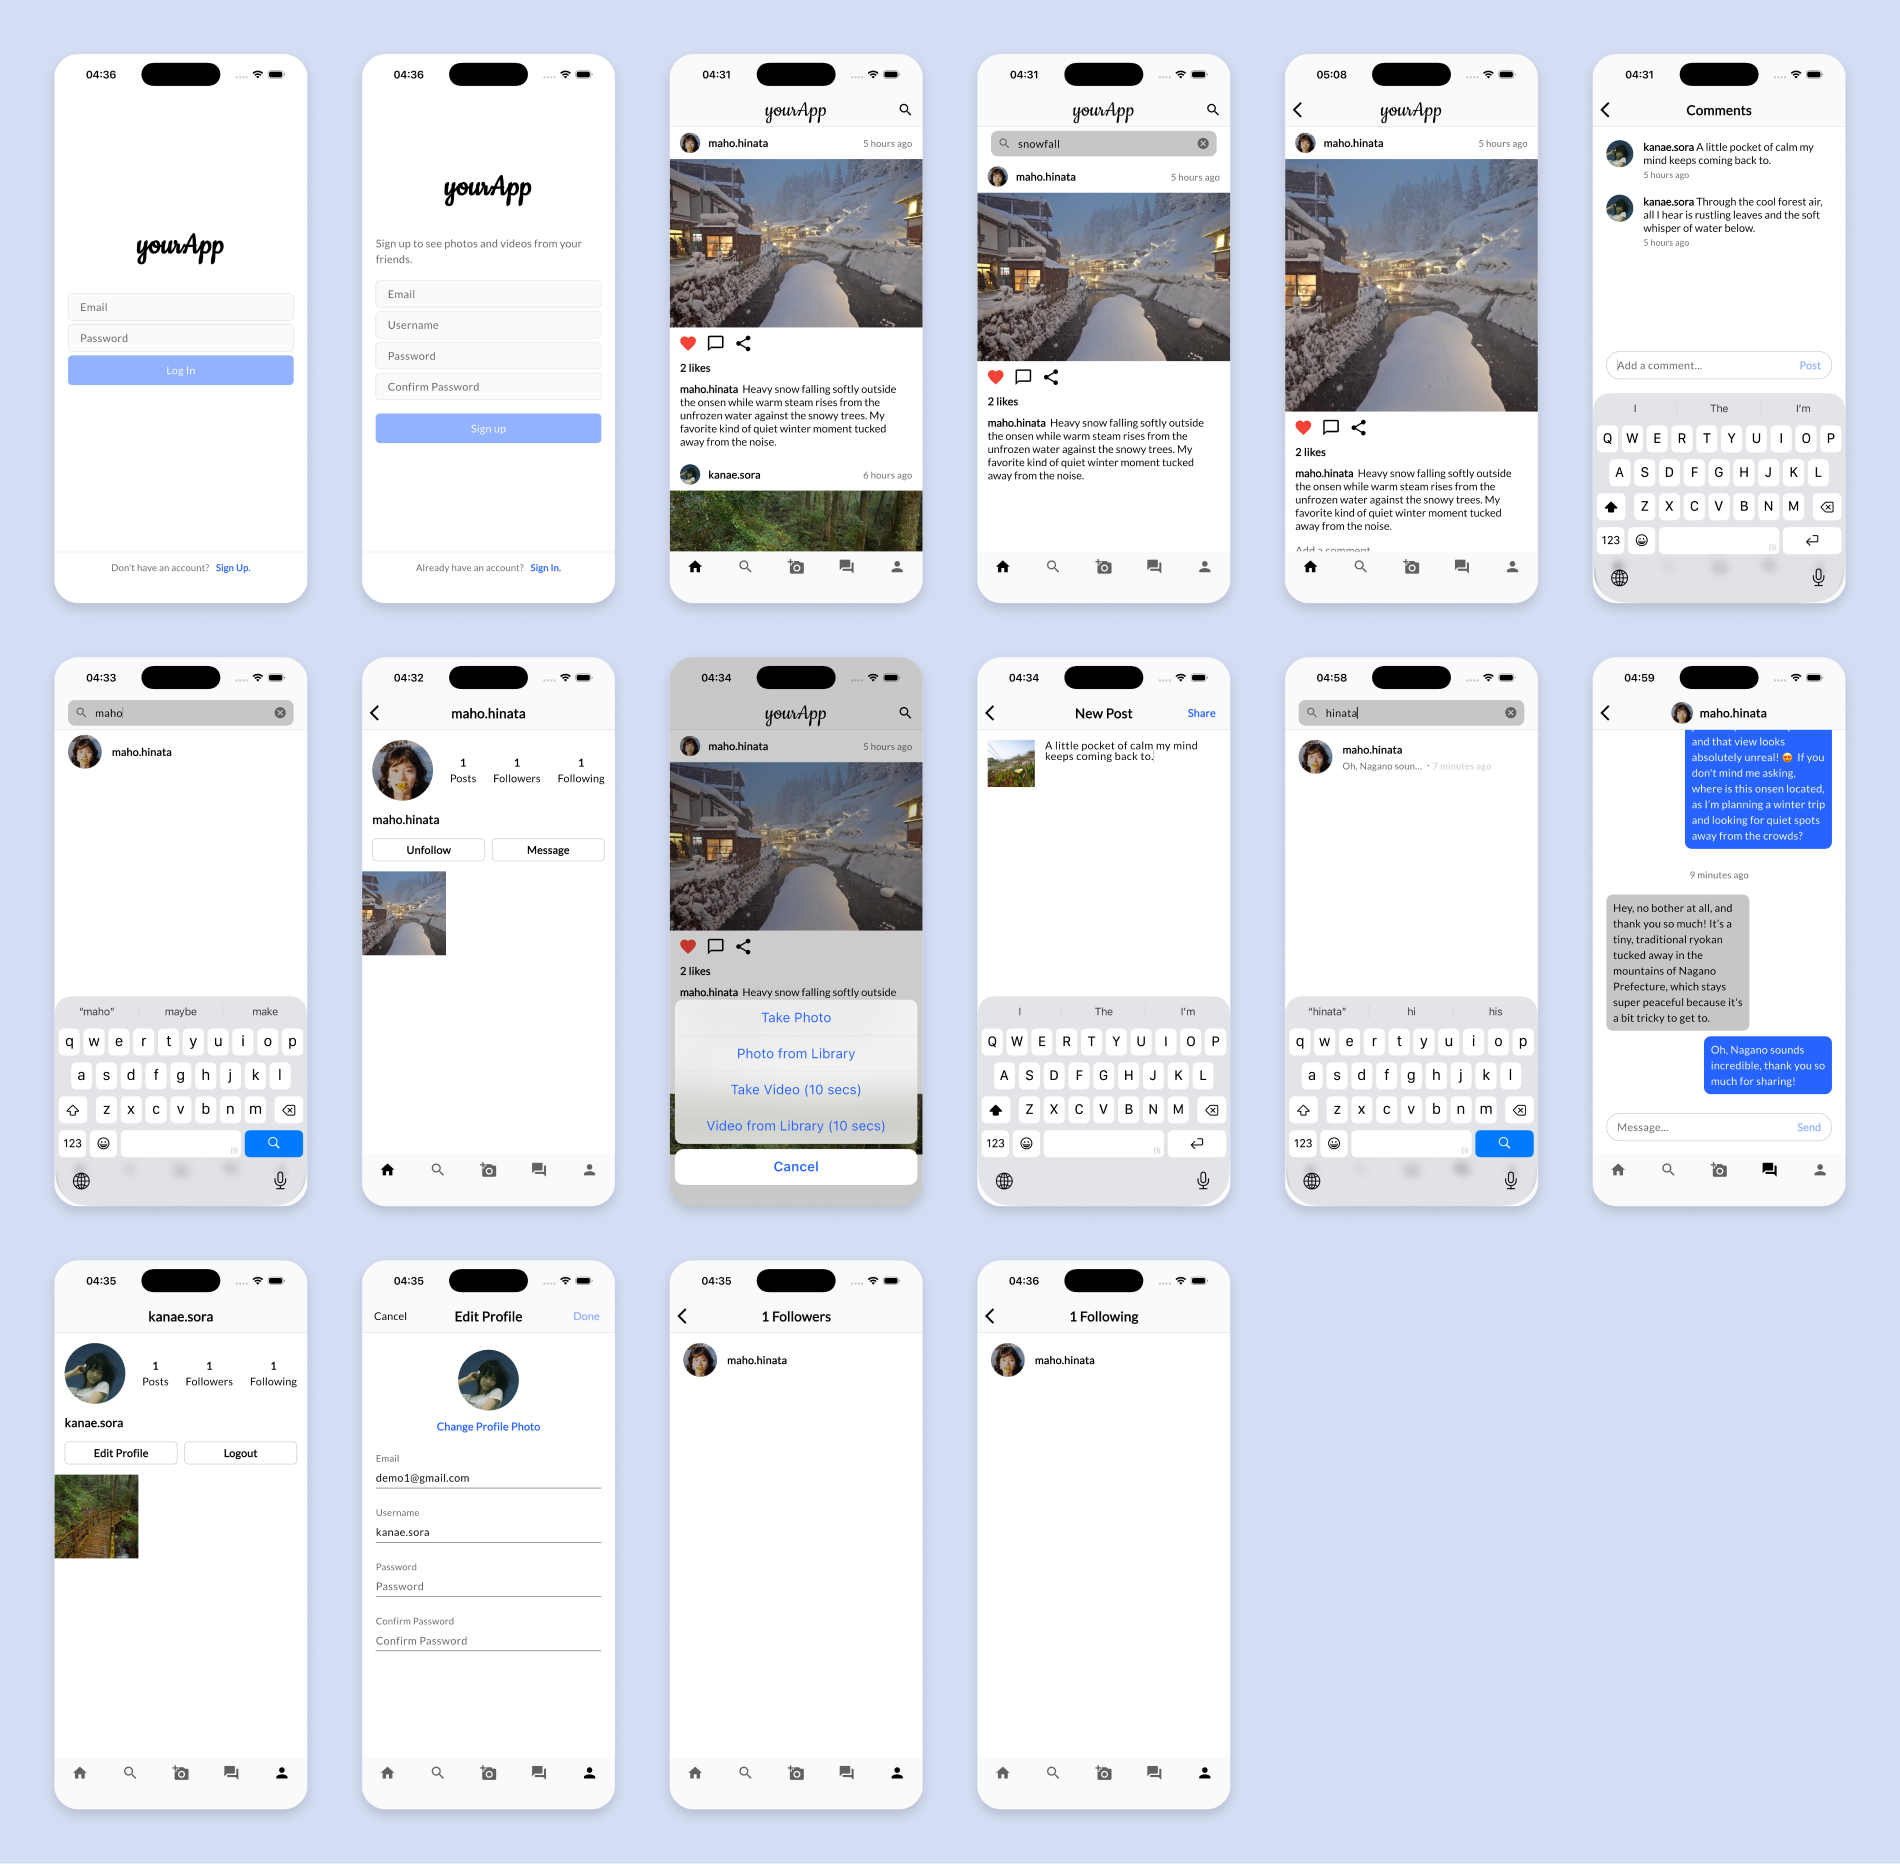 04:36
yourApp
Email
Password
Log In
Don't have an account? Sign Up.
04:36
yourApp
Sign up to see photos and videos from your
friends.
Email
Username
Password
Confirm Password
Sign up
Already have an account? Sign In.
04:31
yourApp
maho.hinata 5 hours ago
2 likes
maho.hinata Heavy snow falling softly outside
the onsen while warm steam rises from the
unfrozen water against the snowy trees. My
favorite kind of quiet winter moment tucked
away from the noise.
kanae.sora 6 hours ago
04:31
yourApp
snowfall
maho.hinata 5 hours ago
2 likes
maho.hinata Heavy snow falling softly outside
the onsen while warm steam rises from the
unfrozen water against the snowy trees. My
favorite kind of quiet winter moment tucked
away from the noise.
05:08
yourApp
maho.hinata 5 hours ago
2 likes
maho.hinata Heavy snow falling softly outside
the onsen while warm steam rises from the
unfrozen water against the snowy trees. My
favorite kind of quiet winter moment tucked
away from the noise.
Add a comment
04:31
Comments
kanae.sora A little pocket of calm my
mind keeps coming back to.
5 hours ago
kanae.sora Through the cool forest air,
all I hear is rustling leaves and the soft
whisper of water below.
5 hours ago
Add a comment... Post
I The I'm
Q W E R T Y U I O P
A S D F G H J K L
Z X C V B N M
123 EN
04:33
maho
maho.hinata
“maho” maybe make
q w e r t y u i o p
a s d f g h j k l
z x c v b n m
123 EN
04:32
maho.hinata
1 1 1
Posts Followers Following
maho.hinata
Unfollow Message
04:34
yourApp
maho.hinata 5 hours ago
2 likes
maho.hinata Heavy snow falling softly outside
Take Photo
Photo from Library
Take Video (10 secs)
Video from Library (10 secs)
Cancel
04:34
New Post Share
A little pocket of calm my mind
keeps coming back to.
I The I'm
Q W E R T Y U I O P
A S D F G H J K L
Z X C V B N M
123 EN
04:58
hinata
maho.hinata
Oh, Nagano soun... · 7 minutes ago
“hinata” hi his
q w e r t y u i o p
a s d f g h j k l
z x c v b n m
123 EN
04:59
maho.hinata
and that view looks
absolutely unreal! 😍 If you
don't mind me asking,
where is this onsen located,
as I'm planning a winter trip
and looking for quiet spots
away from the crowds?
9 minutes ago
Hey, no bother at all, and
thank you so much! It's a
tiny, traditional ryokan
tucked away in the
mountains of Nagano
Prefecture, which stays
super peaceful because it's
a bit tricky to get to.
Oh, Nagano sounds
incredible, thank you so
much for sharing!
Message... Send
04:35
kanae.sora
1 1 1
Posts Followers Following
kanae.sora
Edit Profile Logout
04:35
Cancel Edit Profile Done
Change Profile Photo
Email
demo1@gmail.com
Username
kanae.sora
Password
Password
Confirm Password
Confirm Password
04:35
1 Followers
maho.hinata
04:36
1 Following
maho.hinata